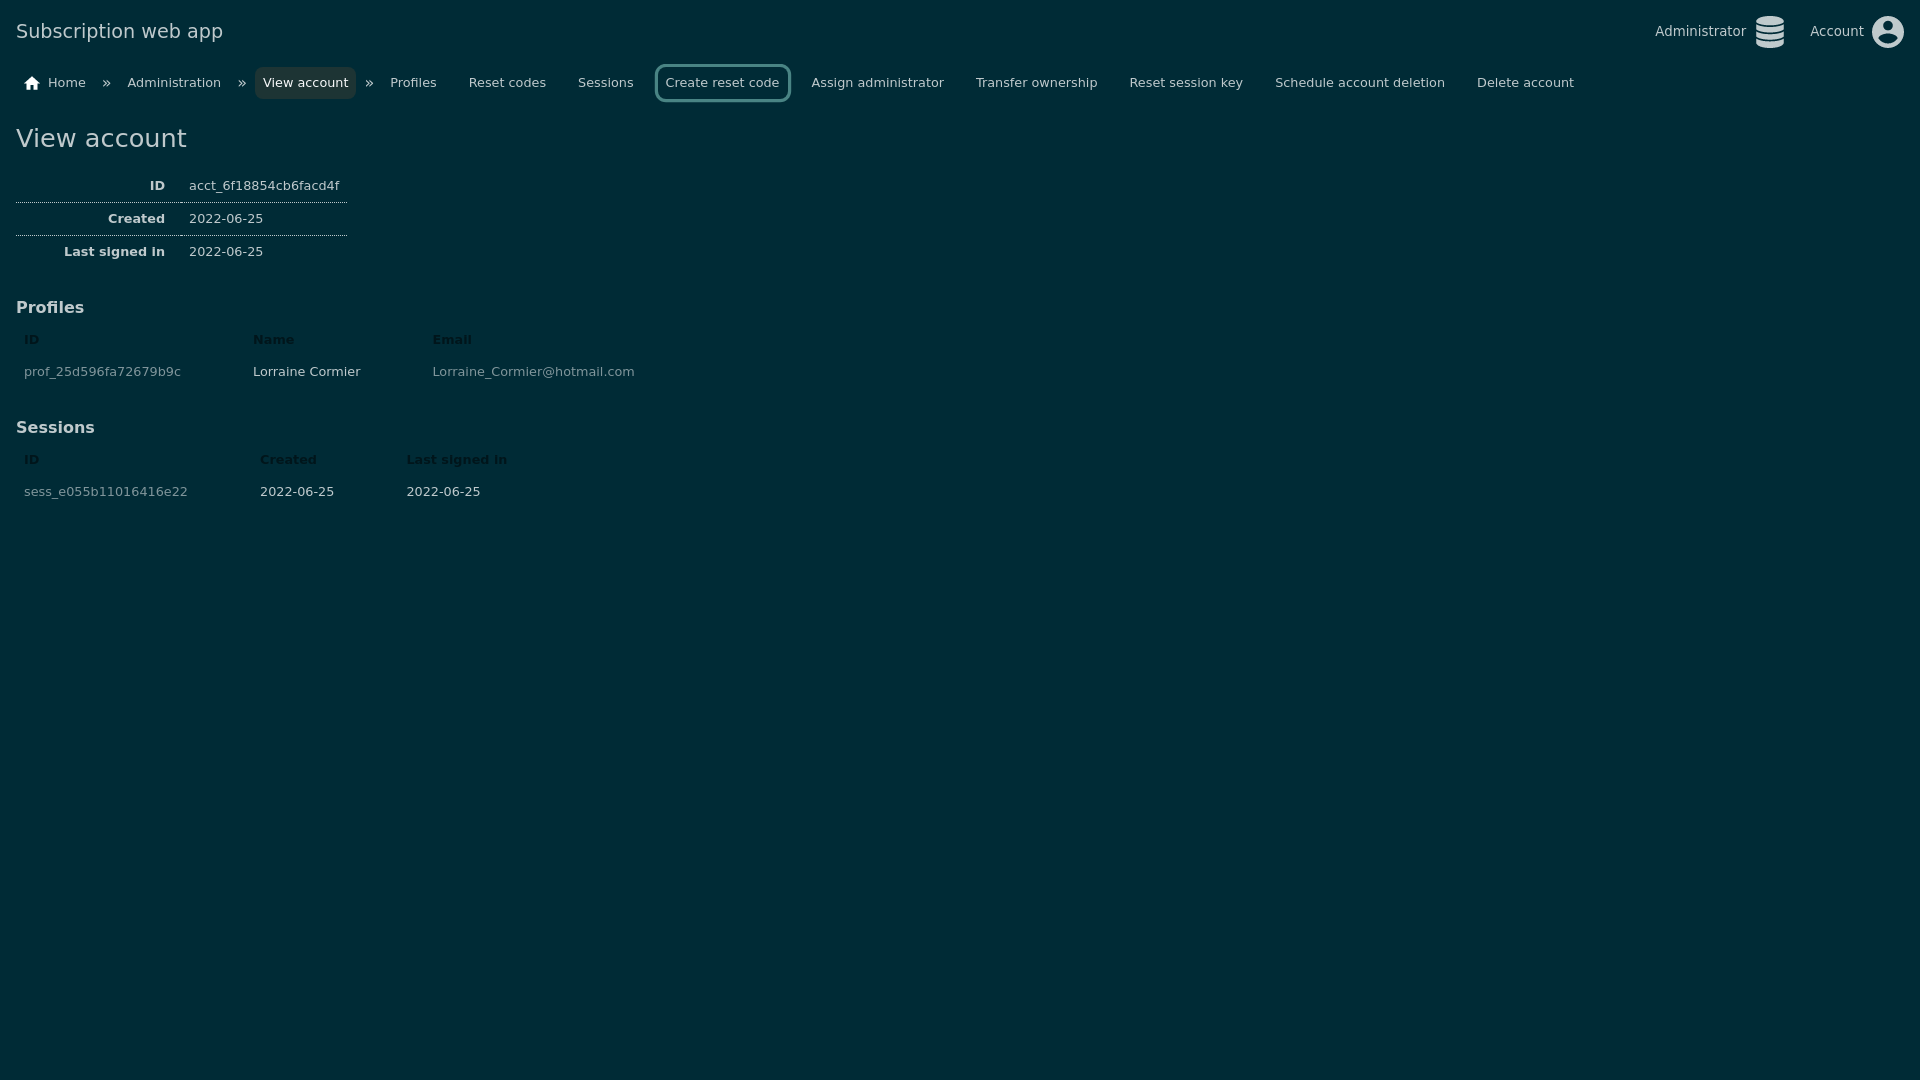 Subscription web app
Administrator
Account
Home » Administration » View account » Profiles Reset codes Sessions Create reset code Assign administrator Transfer ownership Reset session key Schedule account deletion Delete account
View account
ID acct_6f18854cb6facd4f
Created 2022-06-25
Last signed in 2022-06-25
Profiles
ID Name Email
prof_25d596fa72679b9c Lorraine Cormier Lorraine_Cormier@hotmail.com
Sessions
ID Created Last signed in
sess_e055b11016416e22 2022-06-25 2022-06-25